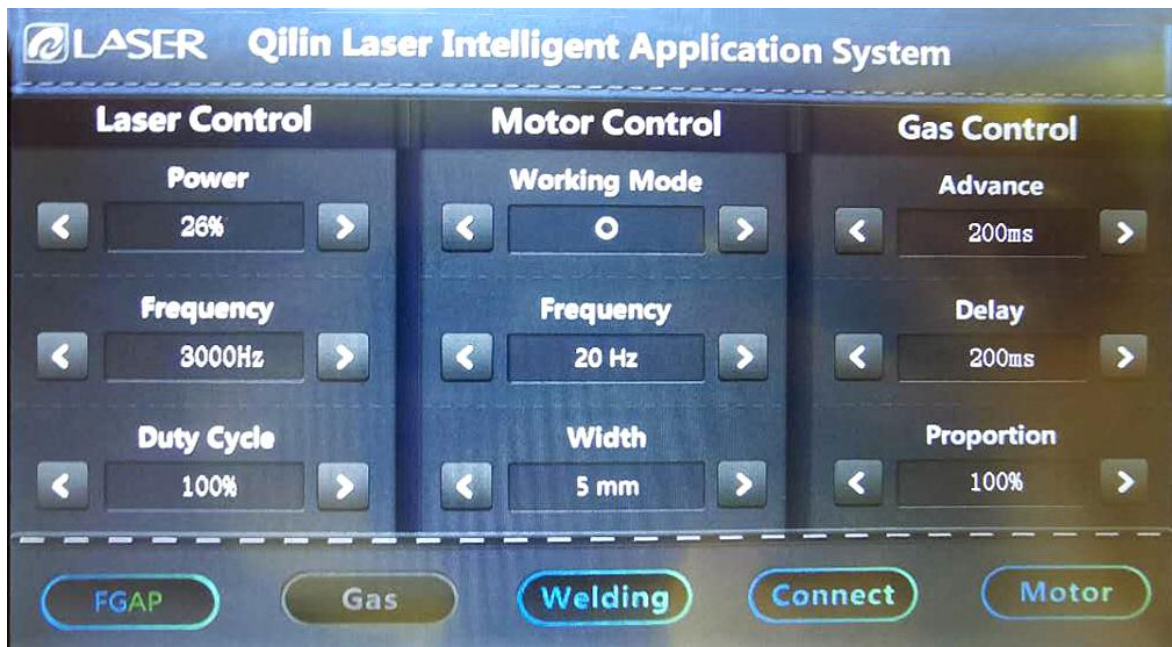 LASER Qilin Laser Intelligent Application System
Laser Control Motor Control Gas Control
Power Working Mode Advance
26% O 200ms
Frequency Frequency Delay
3000Hz 20 Hz 200ms
Duty Cycle Width Proportion
100% 5 mm 100%
FGAP Gas Welding Connect Motor